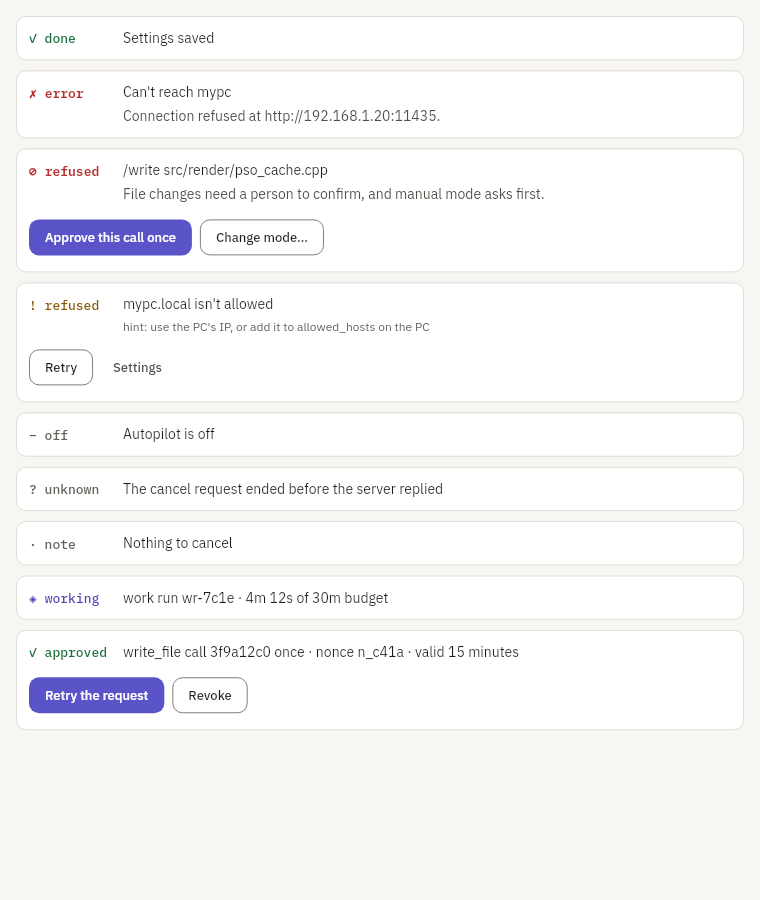 ✓ done Settings saved
✗ error Can't reach mypc
Connection refused at http://192.168.1.20:11435.
⊘ refused /write src/render/pso_cache.cpp
File changes need a person to confirm, and manual mode asks first.
Approve this call once Change mode...
! refused mypc.local isn't allowed
hint: use the PC's IP, or add it to allowed_hosts on the PC
Retry Settings
– off Autopilot is off
? unknown The cancel request ended before the server replied
· note Nothing to cancel
◈ working work run wr-7c1e · 4m 12s of 30m budget
✓ approved write_file call 3f9a12c0 once · nonce n_c41a · valid 15 minutes
Retry the request Revoke